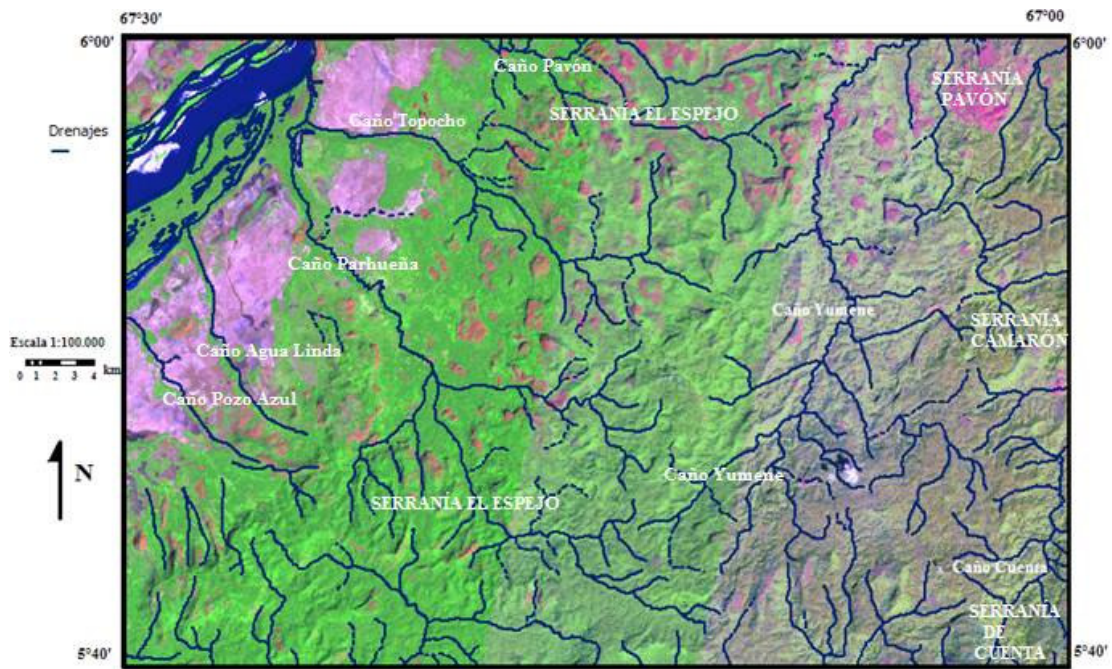 67°30'
67°00
6°00'
6°00'
Caño Pavón
SERRANÍA
PAVÓN
SERRANÍA EL ESPEJO
Caño Topocho
Drenajes
Caño Parhueña
Caño Yumene
SERRANÍA
CAMARÓN
Escala 1:100.000
0 1 2 4 km
Caño Agua Linda
Caño Pozo Azul
N
Caño Yumene
SERRANÍA EL ESPEJO
Caño Cuenta
SERRANÍA
DE
CUENTA
5°40'
5°40'